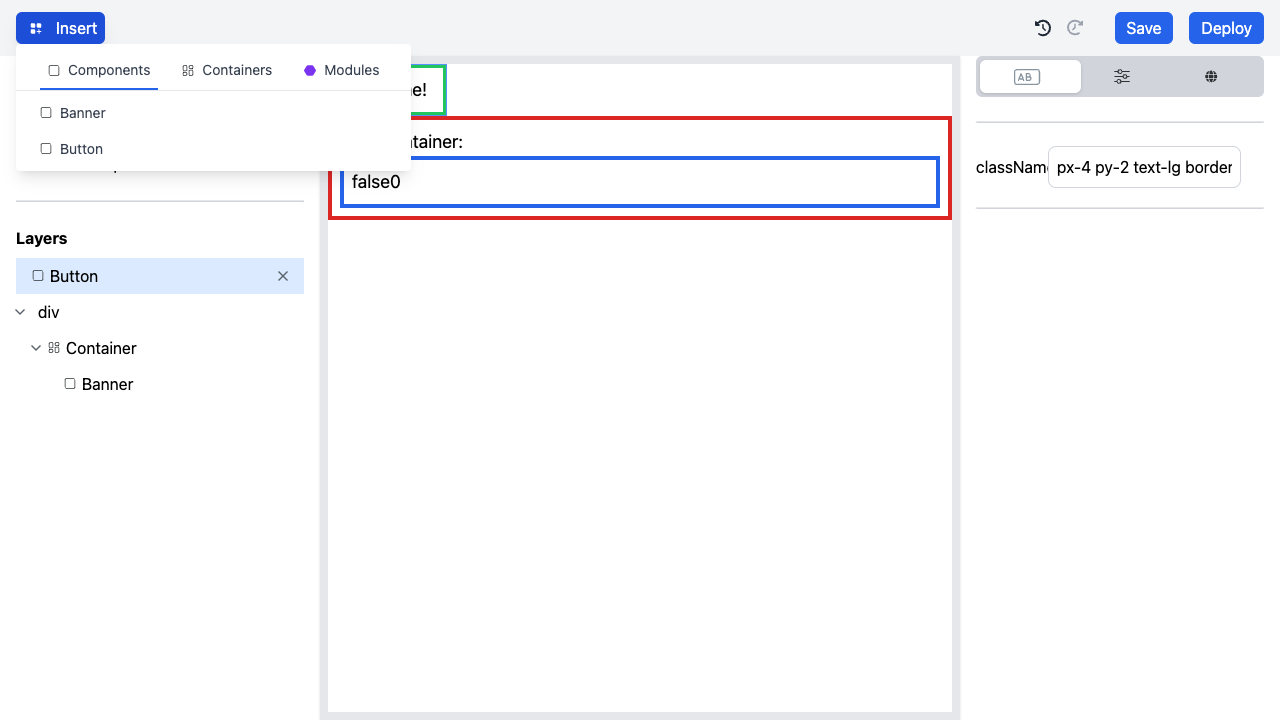 Insert
Save
Deploy
Components
Containers
Modules
Banner
Button
e!
tainer:
false0
AB
className
px-4 py-2 text-lg border
Layers
Button
div
Container
Banner